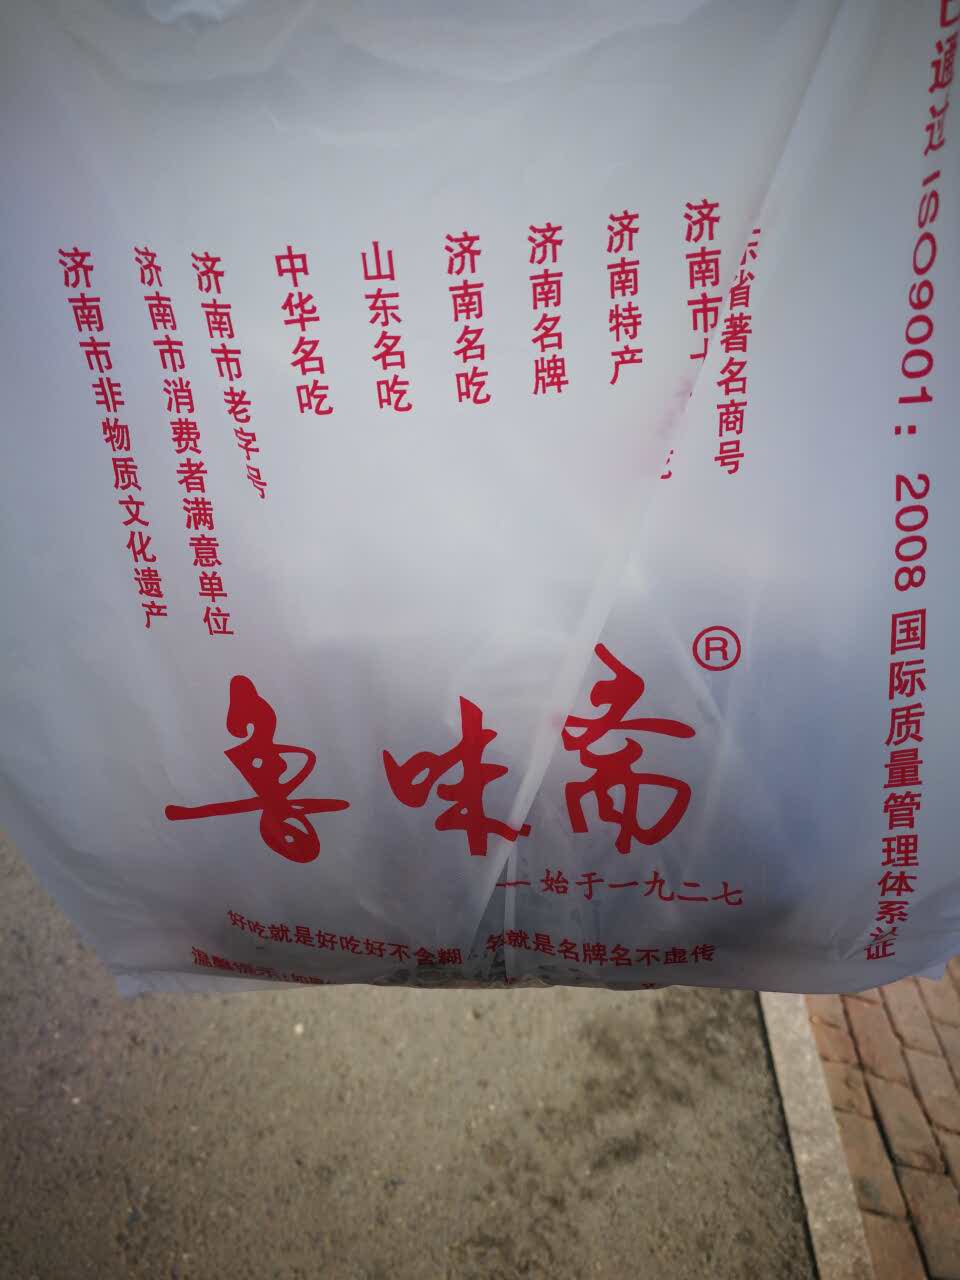 通过ISO9001:2008国际质量管理体系认证
省著名商号
济南市
济南特产
济南名牌
济南名吃
山东名吃
中华名吃
济南市老字号
济南市消费者满意单位
济南市非物质文化遗产
鲁味斋®
一始于一九二七
好吃就是好吃好不含糊 就是名牌名不虚传
温馨提示:如